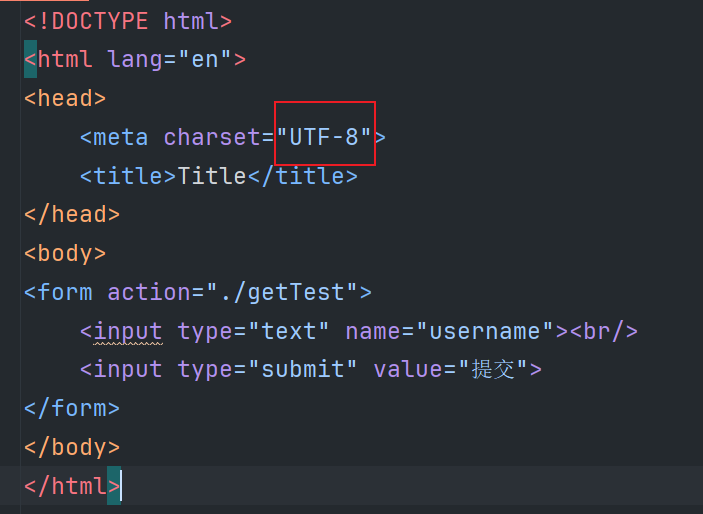 <!DOCTYPE html>
<html lang="en">
<head>
    <meta charset="UTF-8">
    <title>Title</title>
</head>
<body>
<form action="./getTest">
    <input type="text" name="username"><br/>
    <input type="submit" value="提交">
</form>
</body>
</html>